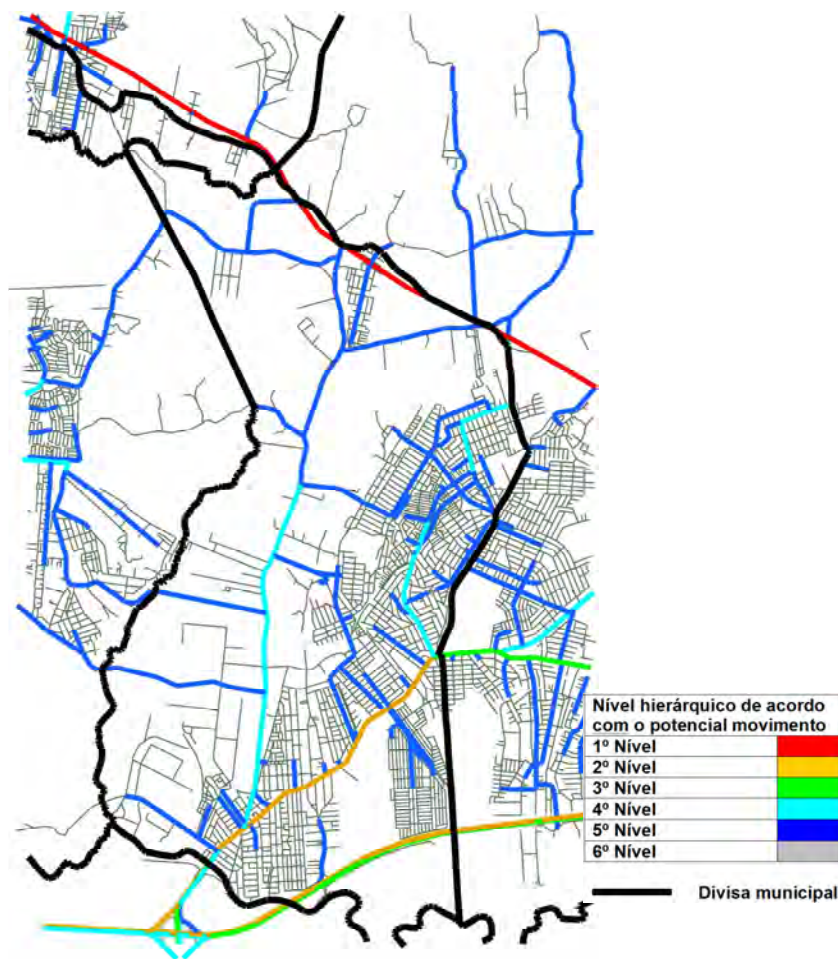 Nível hierárquico de acordo
com o potencial movimento
1º Nível
2º Nível
3º Nível
4º Nível
5º Nível
6º Nível
Divisa municipal